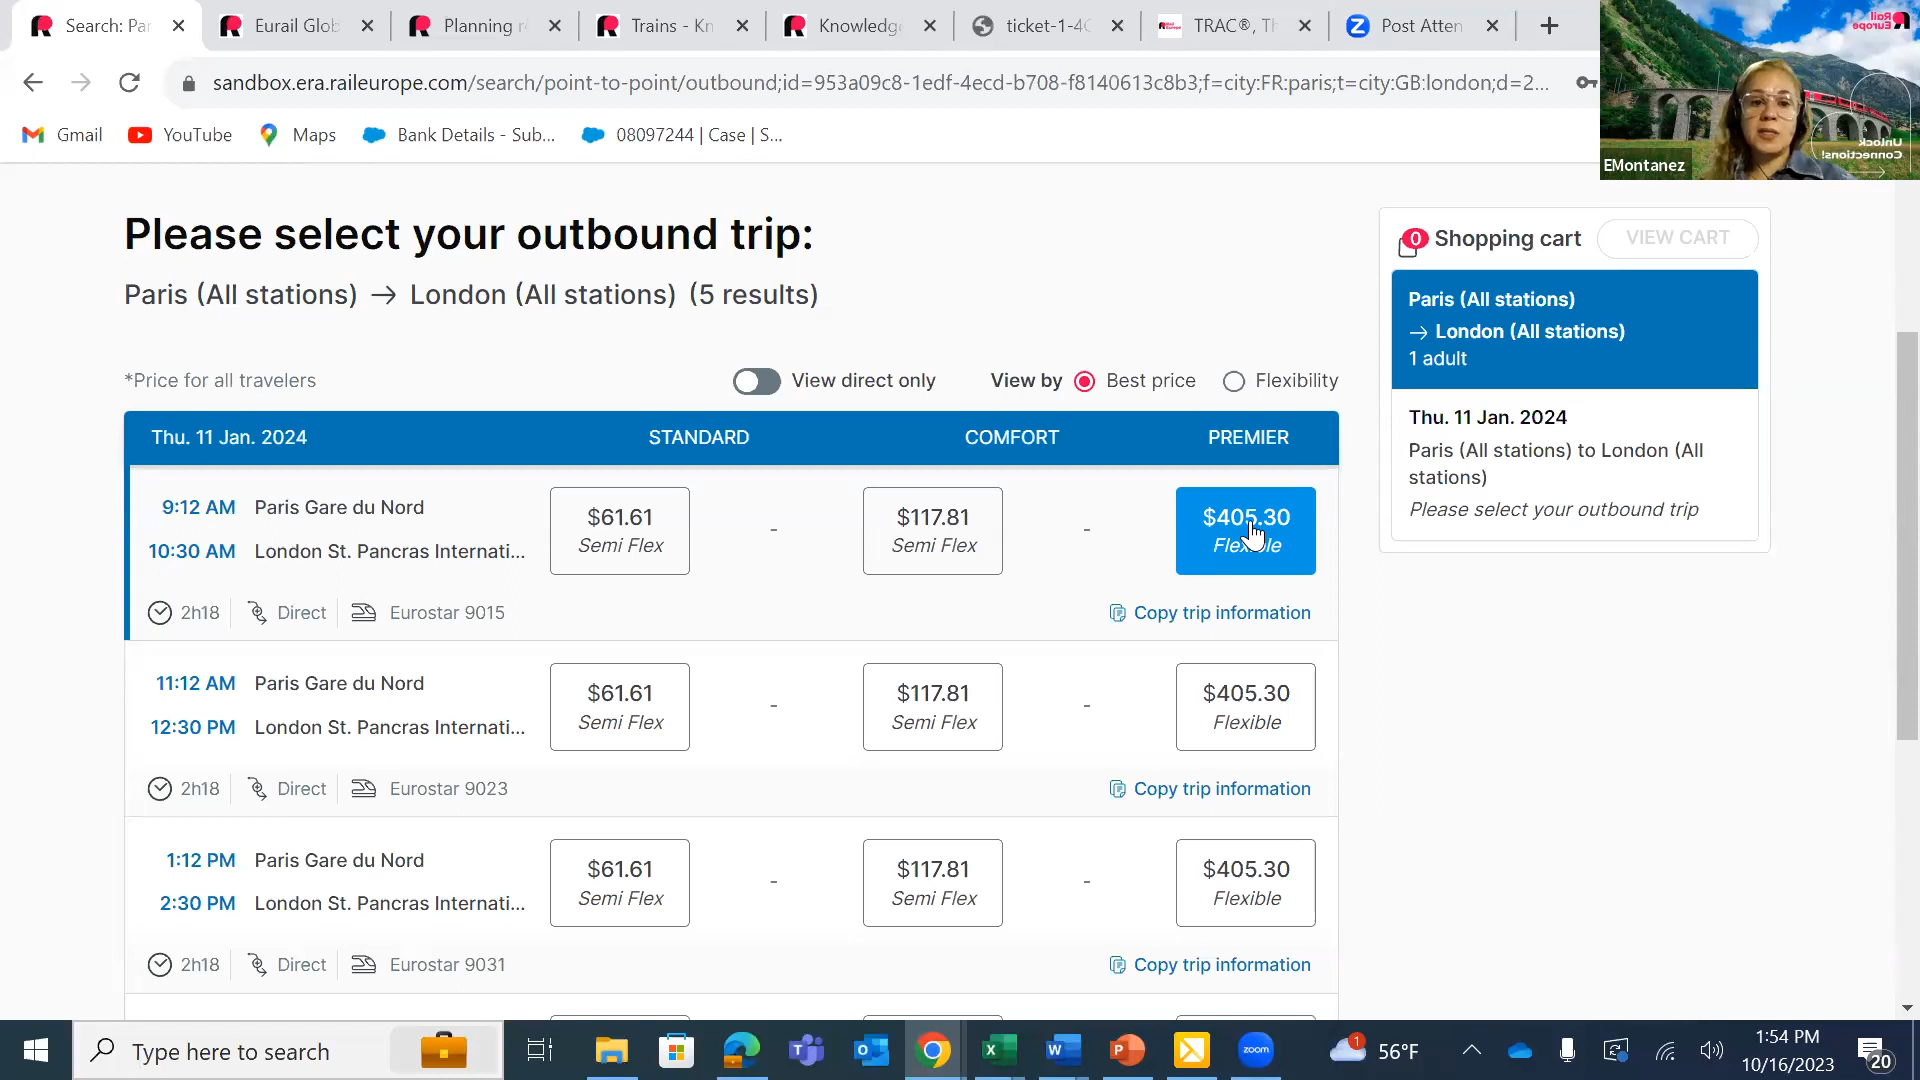 Search: Par
Eurail Glob
Planning r
Trains - Kn
Knowledge
ticket-1-4
TRAC®, Th
Post Atten
sandbox.era.raileurope.com/search/point-to-point/outbound;id=953a09c8-1edf-4ecd-b708-f8140613c8b3;f=city:FR:paris;t=city:GB:london;d=2...
Gmail
YouTube
Maps
Bank Details - Sub...
08097244 | Case | S...
Rail Europe
Unlock
Connections!
EMontanez
Please select your outbound trip:
Paris (All stations) → London (All stations) (5 results)
*Price for all travelers
View direct only
View by Best price Flexibility
Thu. 11 Jan. 2024 STANDARD COMFORT PREMIER
9:12 AM Paris Gare du Nord
10:30 AM London St. Pancras Internati...
$61.61
Semi Flex
-
$117.81
Semi Flex
-
$405.30
Flexible
2h18 Direct Eurostar 9015
Copy trip information
11:12 AM Paris Gare du Nord
12:30 PM London St. Pancras Internati...
$61.61
Semi Flex
-
$117.81
Semi Flex
-
$405.30
Flexible
2h18 Direct Eurostar 9023
Copy trip information
1:12 PM Paris Gare du Nord
2:30 PM London St. Pancras Internati...
$61.61
Semi Flex
-
$117.81
Semi Flex
-
$405.30
Flexible
2h18 Direct Eurostar 9031
Copy trip information
0 Shopping cart VIEW CART
Paris (All stations)
→ London (All stations)
1 adult
Thu. 11 Jan. 2024
Paris (All stations) to London (All
stations)
Please select your outbound trip
Type here to search
zoom
1
56°F
1:54 PM
10/16/2023
20